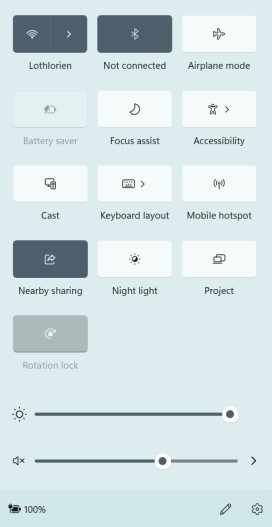 Lothlorien Not connected Airplane mode
Battery saver Focus assist Accessibility
Cast Keyboard layout Mobile hotspot
Nearby sharing Night light Project
Rotation lock
100%